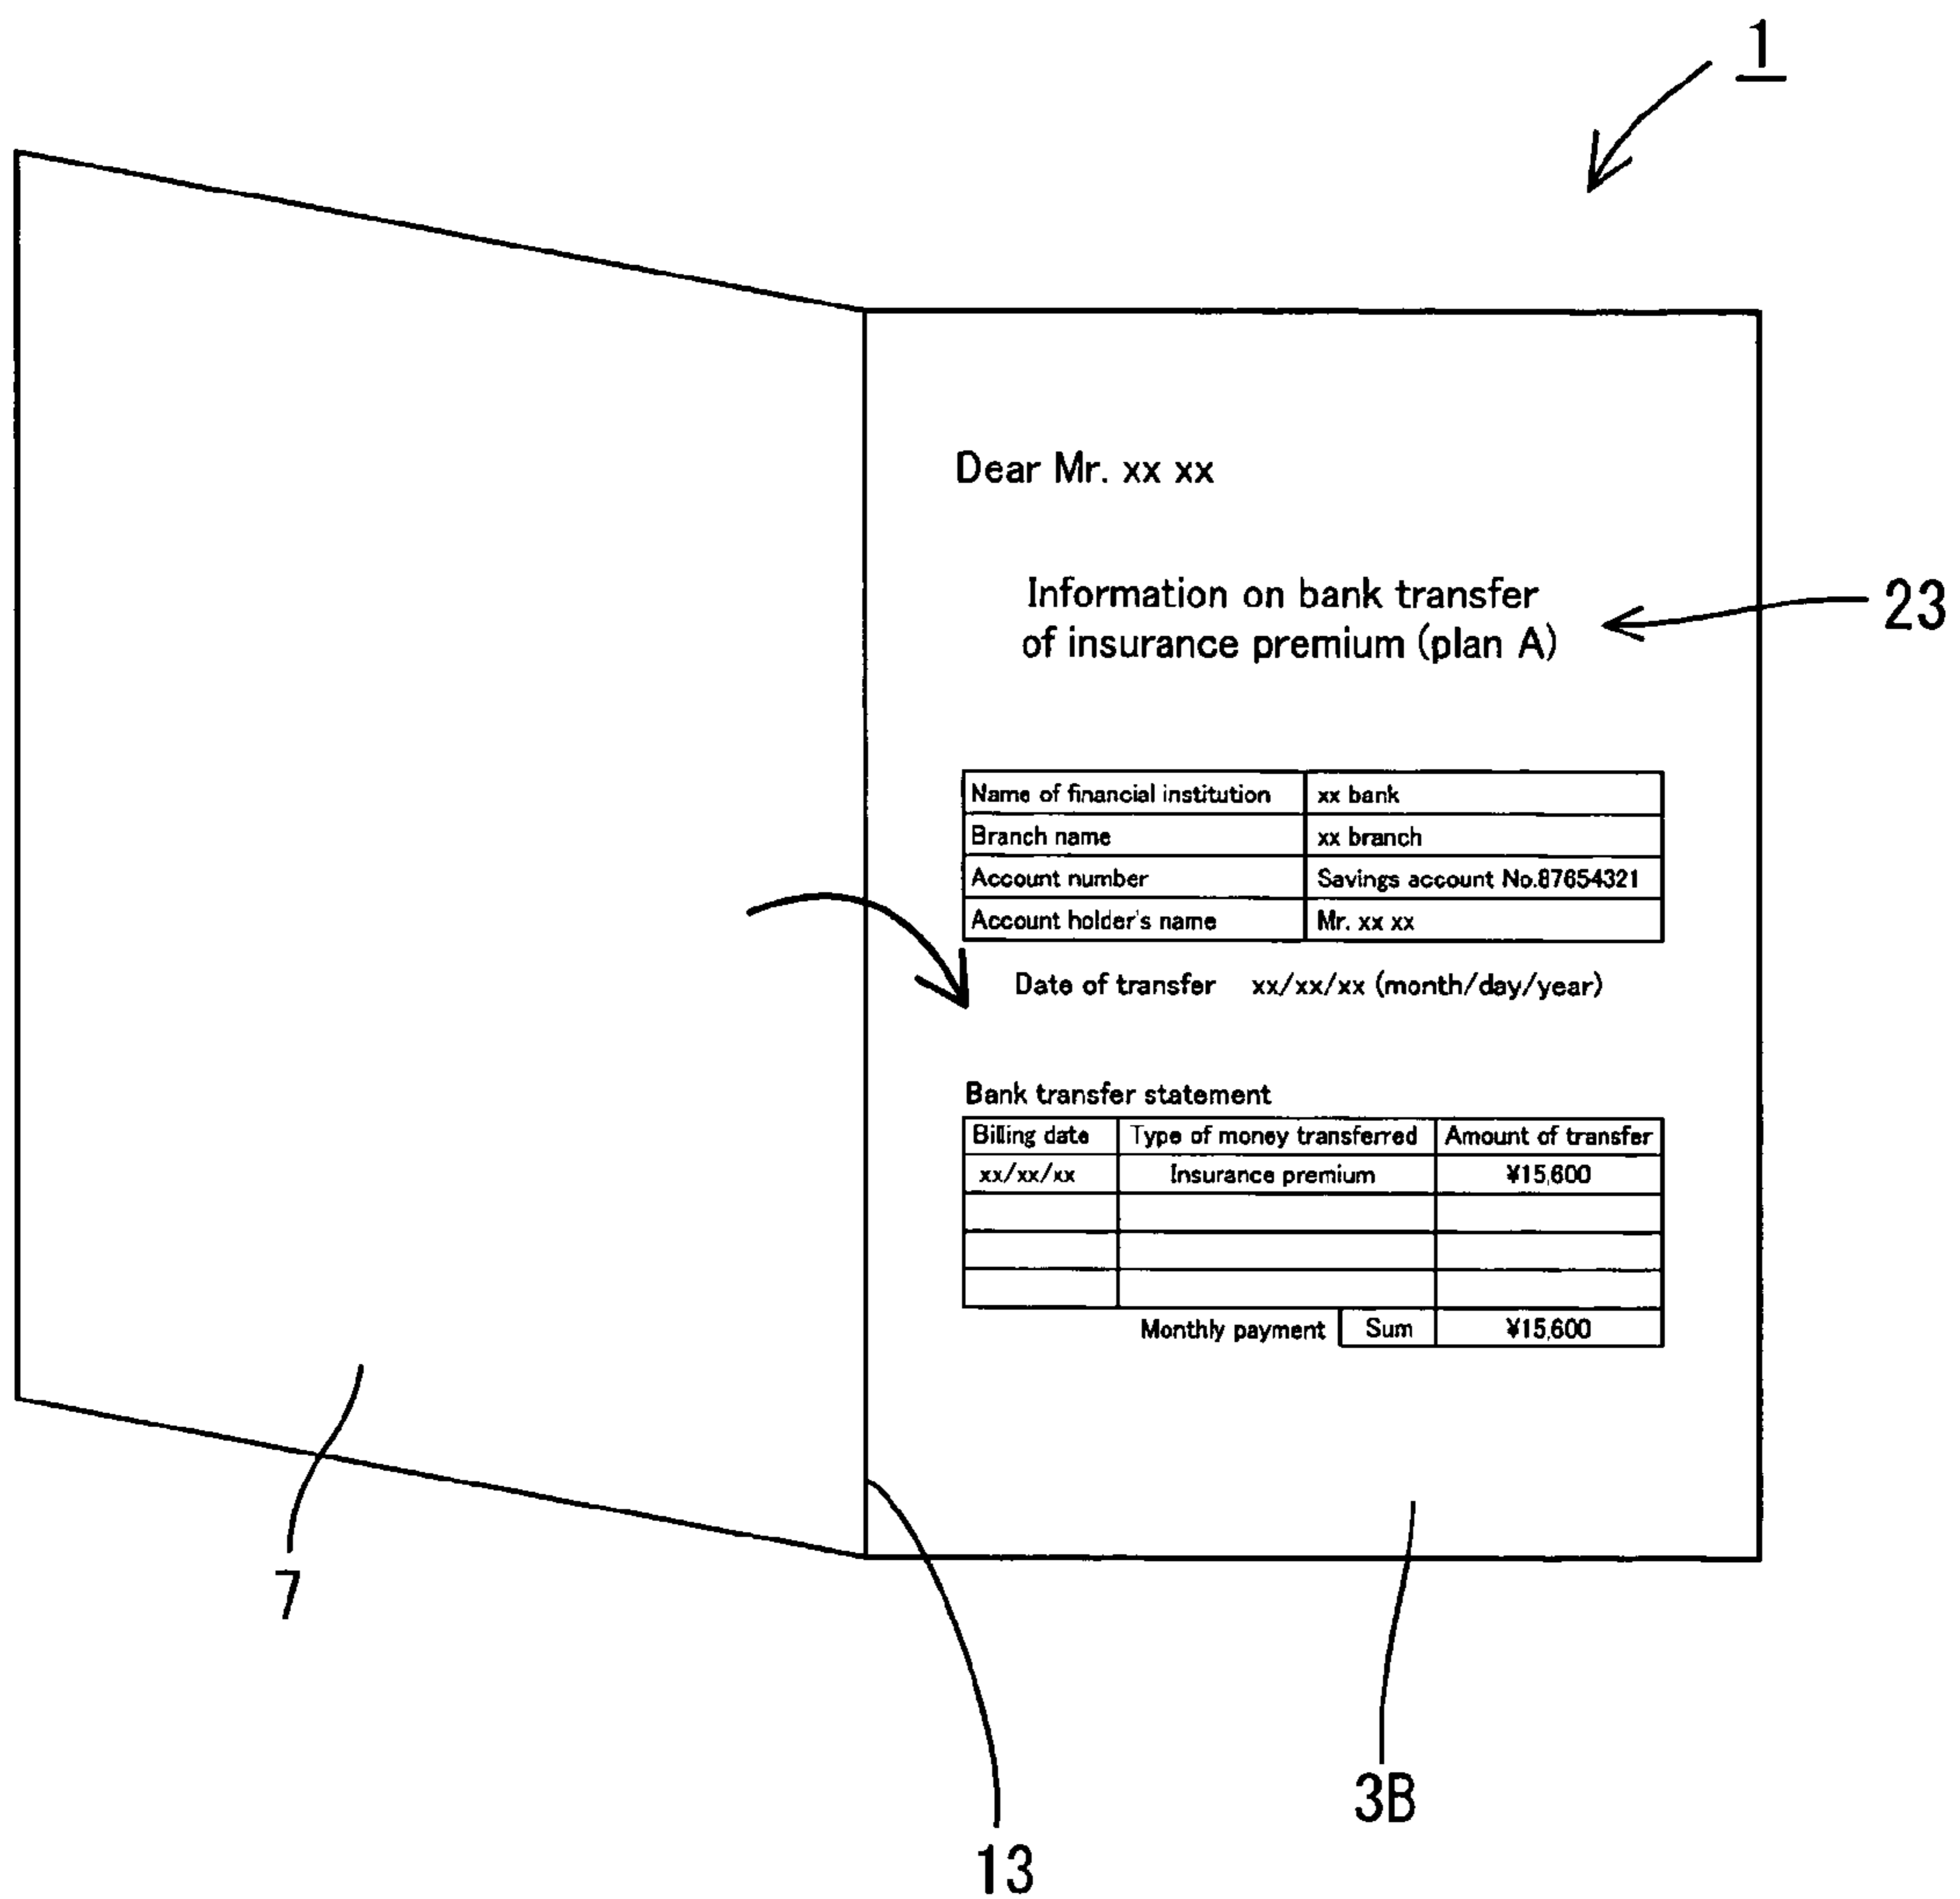 1
Dear Mr. xx xx
Information on bank transfer
of insurance premium (plan A)
23
Name of financial institution xx bank
Branch name xx branch
Account number Savings account No.87654321
Account holder's name Mr. xx xx
Date of transfer xx/xx/xx (month/day/year)
Bank transfer statement
Billing date Type of money transferred Amount of transfer
xx/xx/xx Insurance premium ¥15,600
Monthly payment Sum ¥15,600
7
3B
13